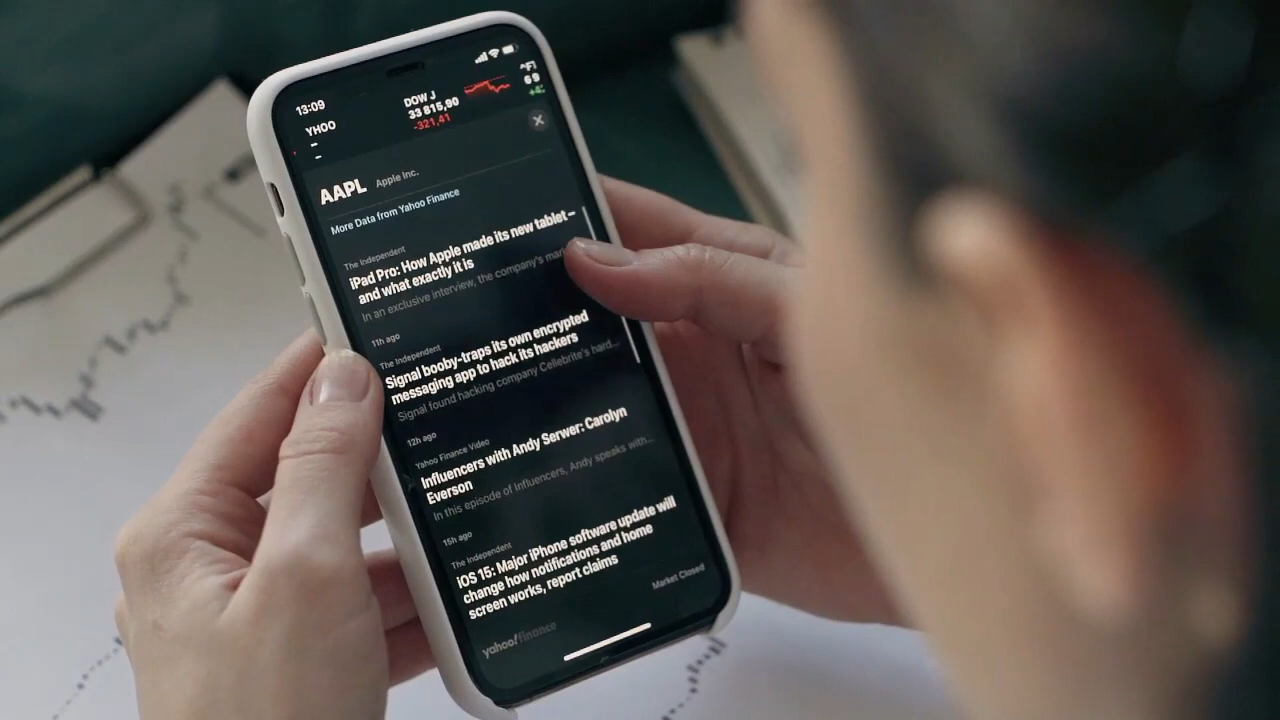 13:09
YHOO
-
-
DOW J
33 815,90
-321,41
^F
69
AAPL Apple Inc.
More Data from Yahoo Finance
The Independent
iPad Pro: How Apple made its new tablet –
and what exactly it is
In an exclusive interview, the company's
11h ago
The Independent
Signal booby-traps its own encrypted
messaging app to hack its hackers
Signal found hacking company Cellebrite's hard...
12h ago
Yahoo Finance Video
Influencers with Andy Serwer: Carolyn
Everson
In this episode of Influencers, Andy speaks with...
15h ago
The Independent
iOS 15: Major iPhone software update will
change how notifications and home
screen works, report claims
yahoo!finance
Market Closed